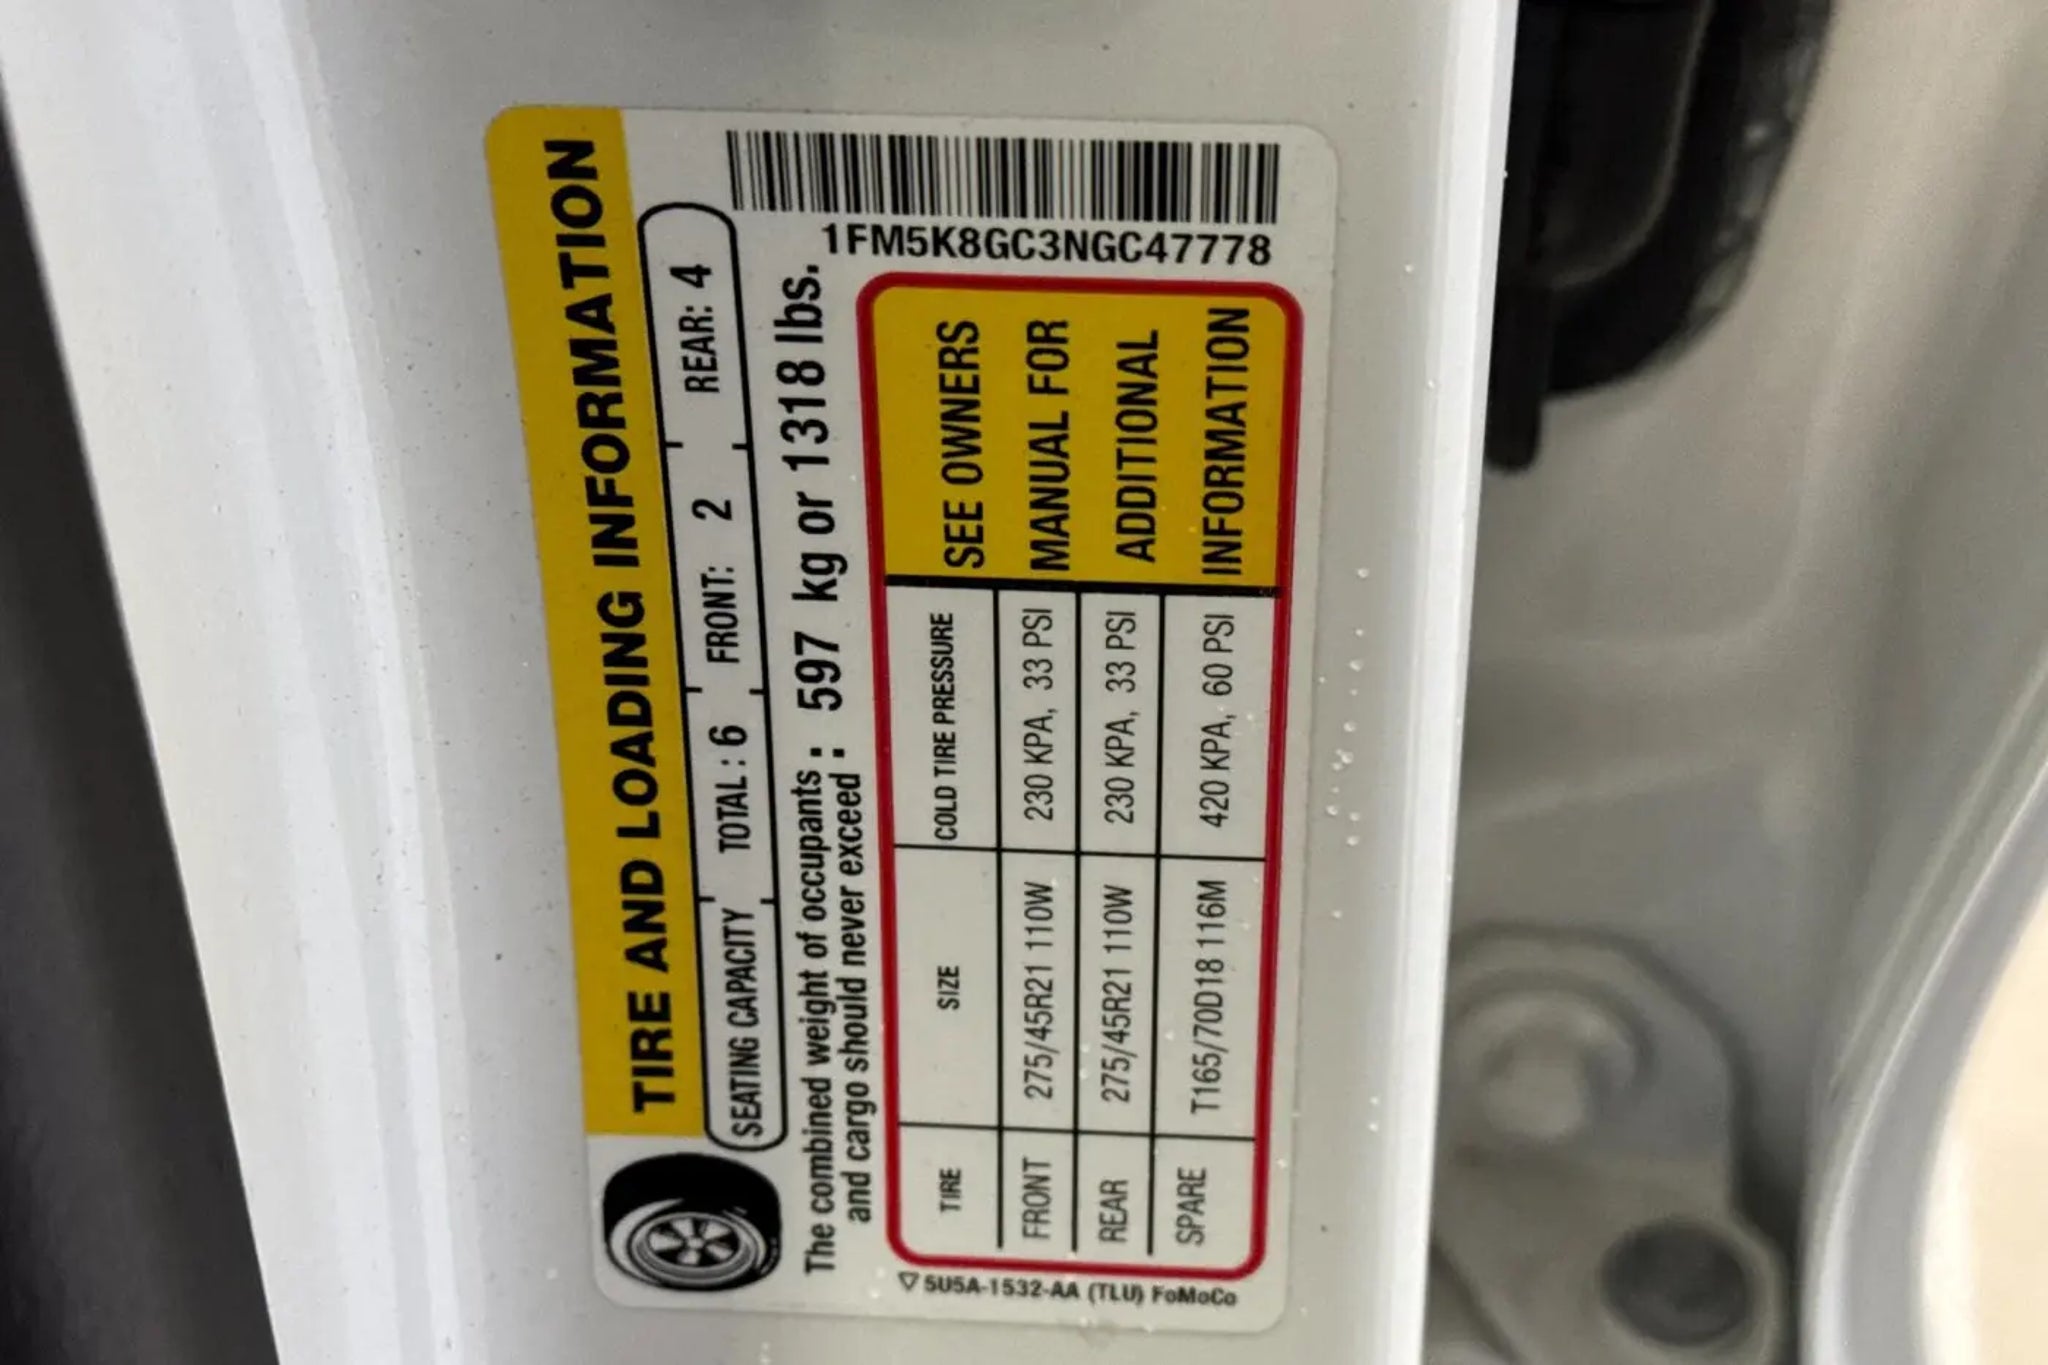 TIRE AND LOADING INFORMATION
SEATING CAPACITY TOTAL : 6 FRONT: 2 REAR: 4
The combined weight of occupants : 597 kg or 1318 lbs.
and cargo should never exceed :
1FM5K8GC3NGC47778
TIRE SIZE COLD TIRE PRESSURE
FRONT 275/45R21 110W 230 KPA, 33 PSI
REAR 275/45R21 110W 230 KPA, 33 PSI
SPARE T165/70D18 116M 420 KPA, 60 PSI
SEE OWNERS
MANUAL FOR
ADDITIONAL
INFORMATION
5U5A-1532-AA (TLU) FoMoCo